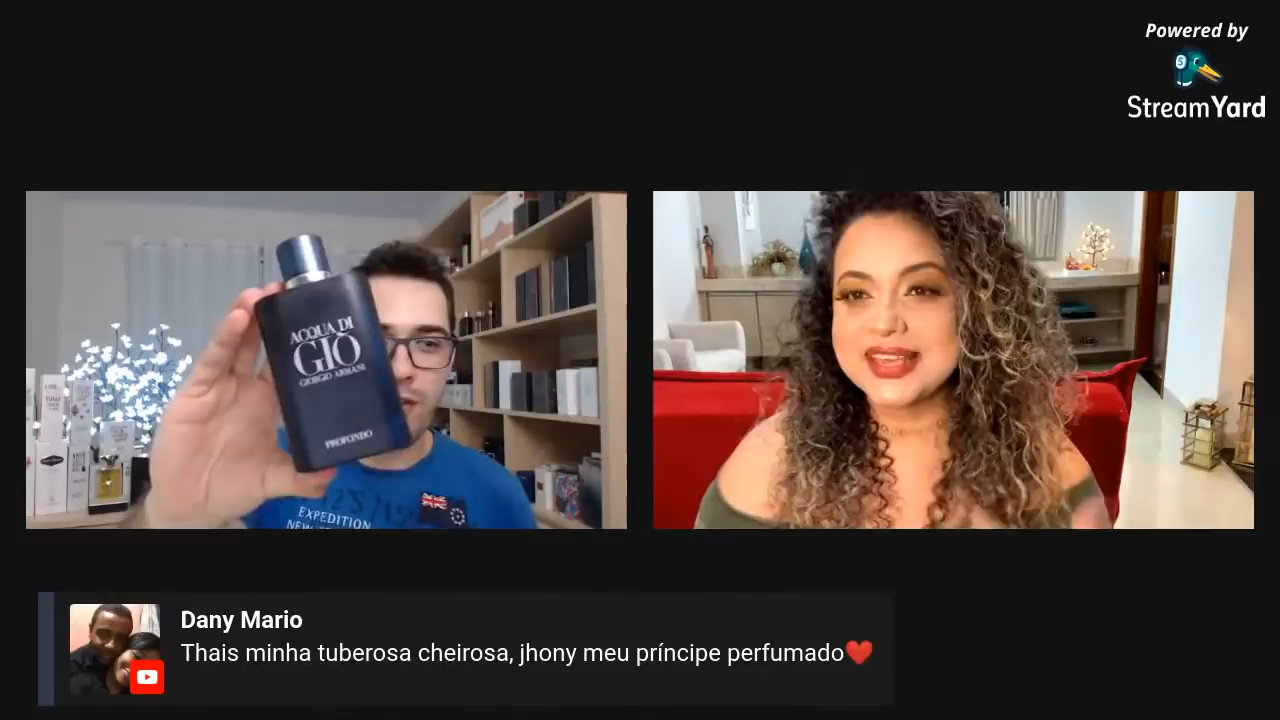 Powered by
StreamYard
ACQUA DI
GIÒ
GIORGIO ARMANI
PROFONDO
EXPEDITION
Dany Mario
Thais minha tuberosa cheirosa, jhony meu príncipe perfumado❤️